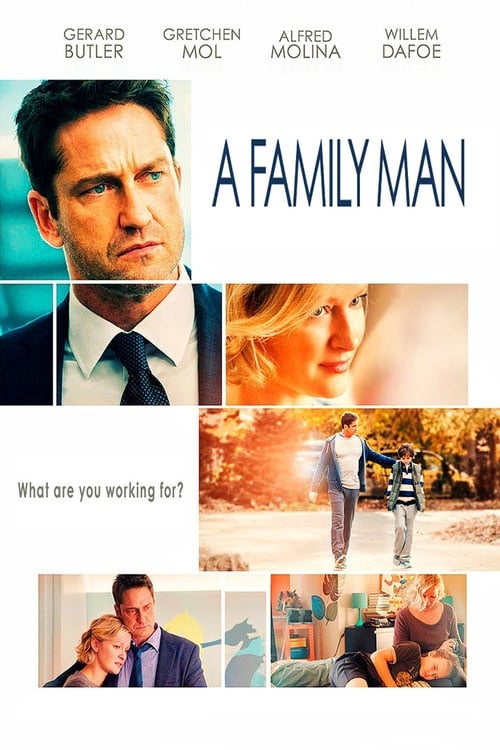 GERARD BUTLER
GRETCHEN MOL
ALFRED MOLINA
WILLEM DAFOE
A FAMILY MAN
What are you working for?